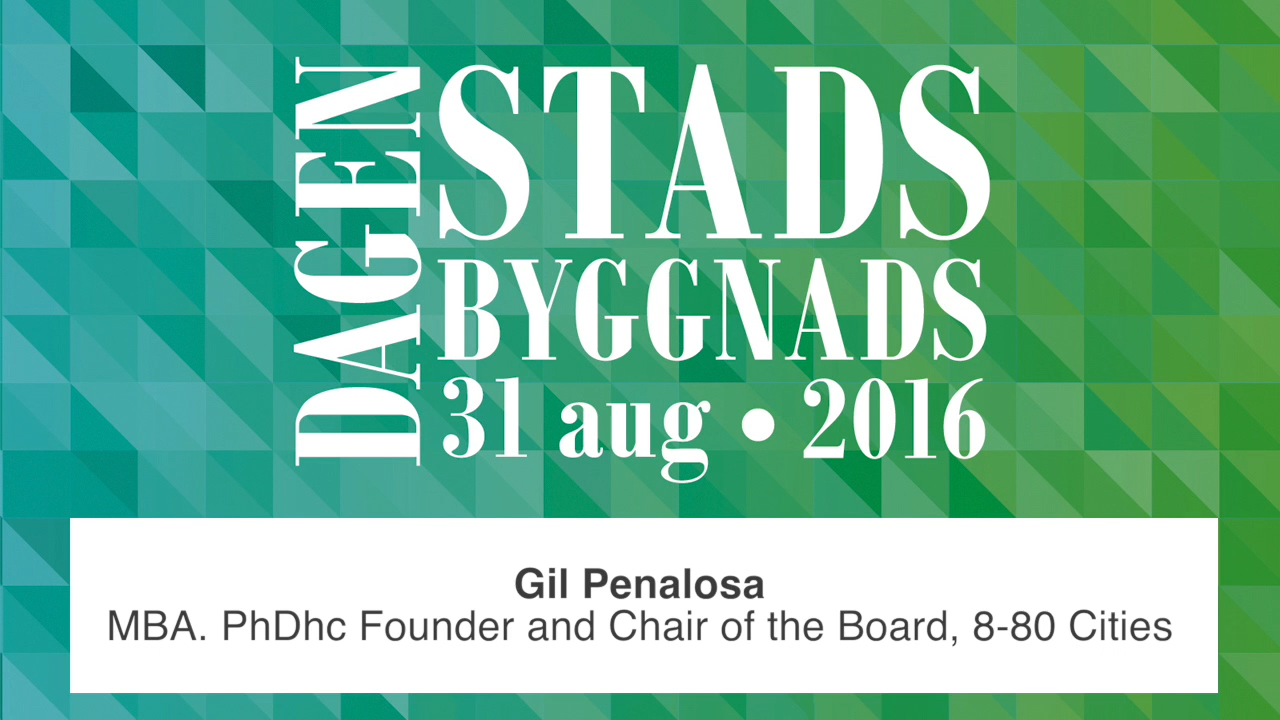 STADS
BYGGNADS
DAGEN
31 aug • 2016
Gil Penalosa
MBA. PhDhc Founder and Chair of the Board, 8-80 Cities